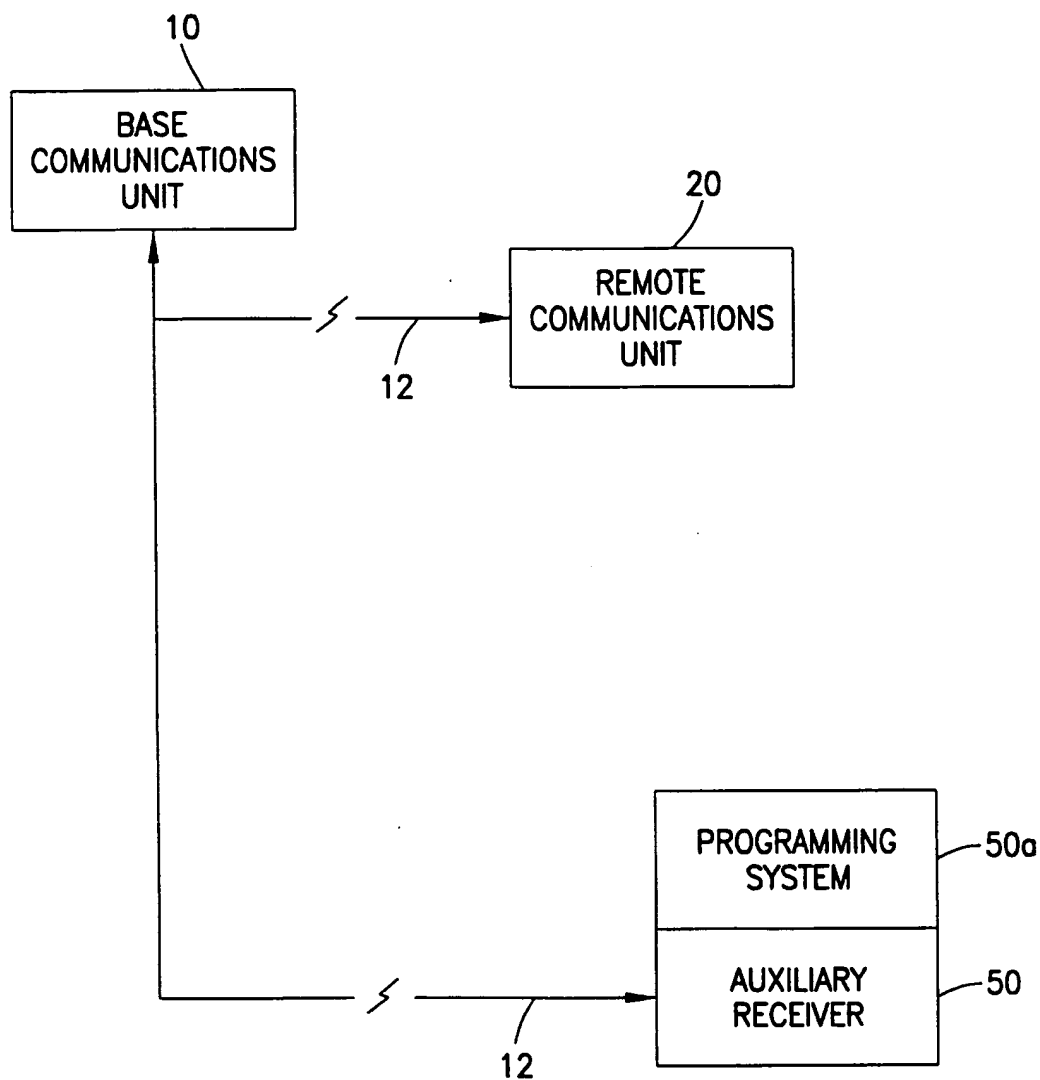 10
BASE
COMMUNICATIONS
UNIT
20
REMOTE
COMMUNICATIONS
UNIT
12
PROGRAMMING
SYSTEM
50a
AUXILIARY
RECEIVER
50
12